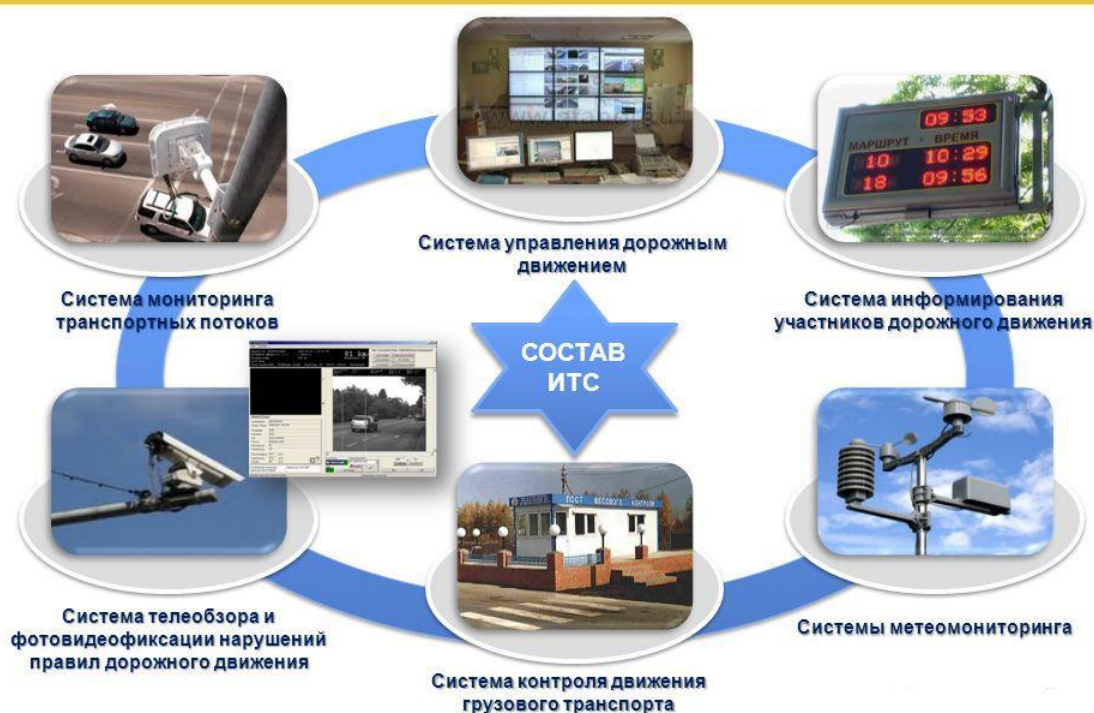 09:53
МАРШРУТ · ВРЕМЯ
10 10:29
18 09:56
Система управления дорожным
движением
Система мониторинга
транспортных потоков
Система информирования
участников дорожного движения
СОСТАВ
ИТС
81 km
ПОСТ ВЕСОВОГО КОНТРОЛЯ
Система телеобзора и
фотовидеофиксации нарушений
правил дорожного движения
Системы метеомониторинга
Система контроля движения
грузового транспорта